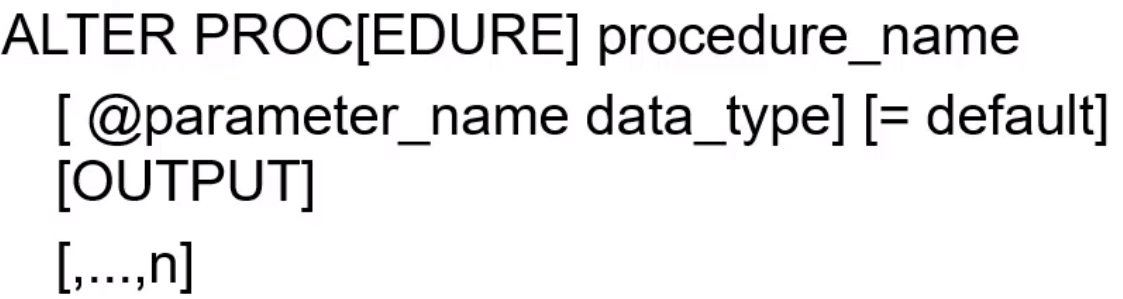 ALTER PROC[EDURE] procedure_name
[ @parameter_name data_type] [= default]
[OUTPUT]
[,...,n]